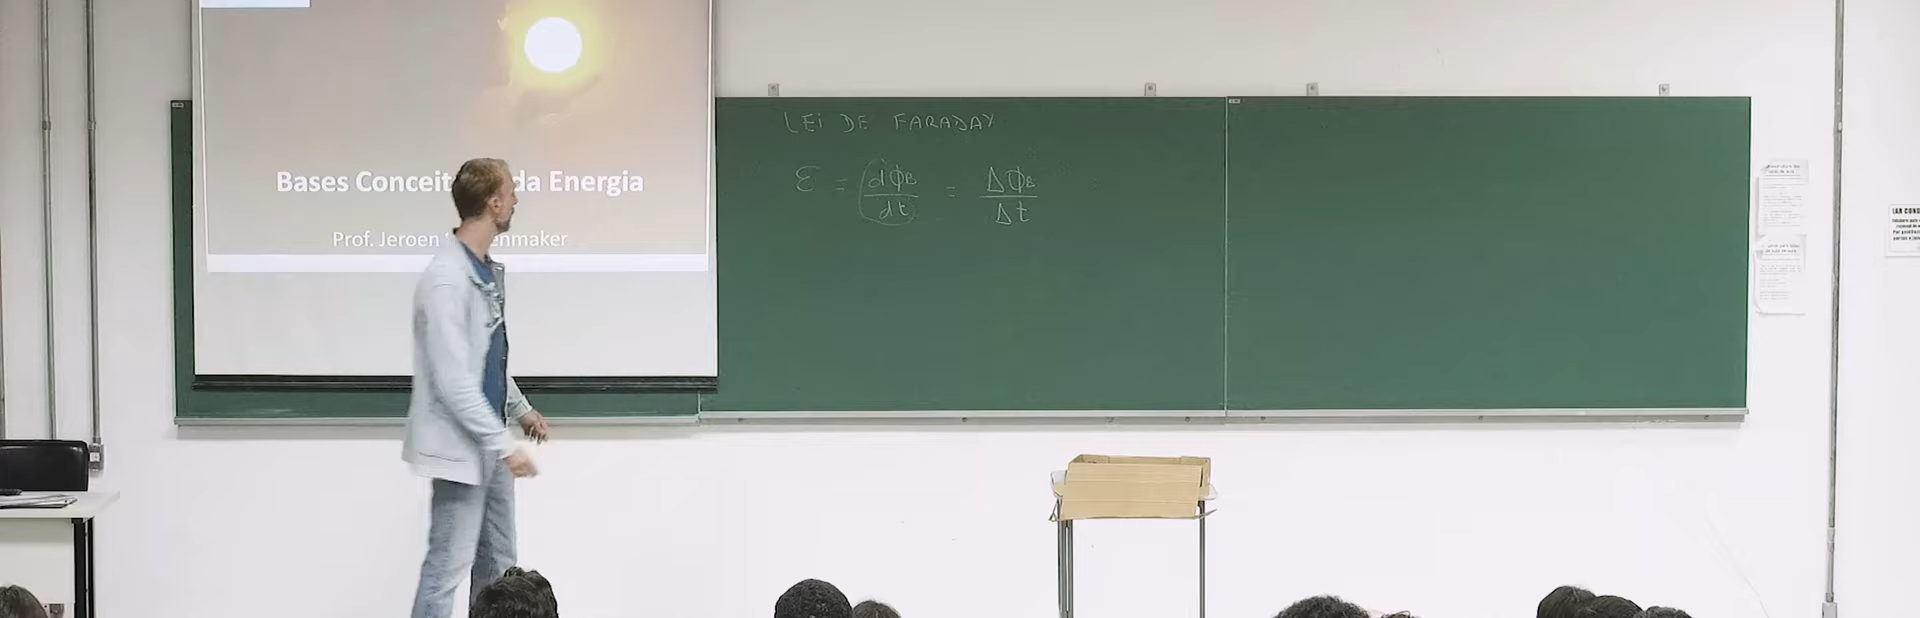 Bases Conceit da Energia
Prof. Jeroen S enmaker
LEI DE FARADAY
ε = dΦB/dt = ΔΦB/Δt